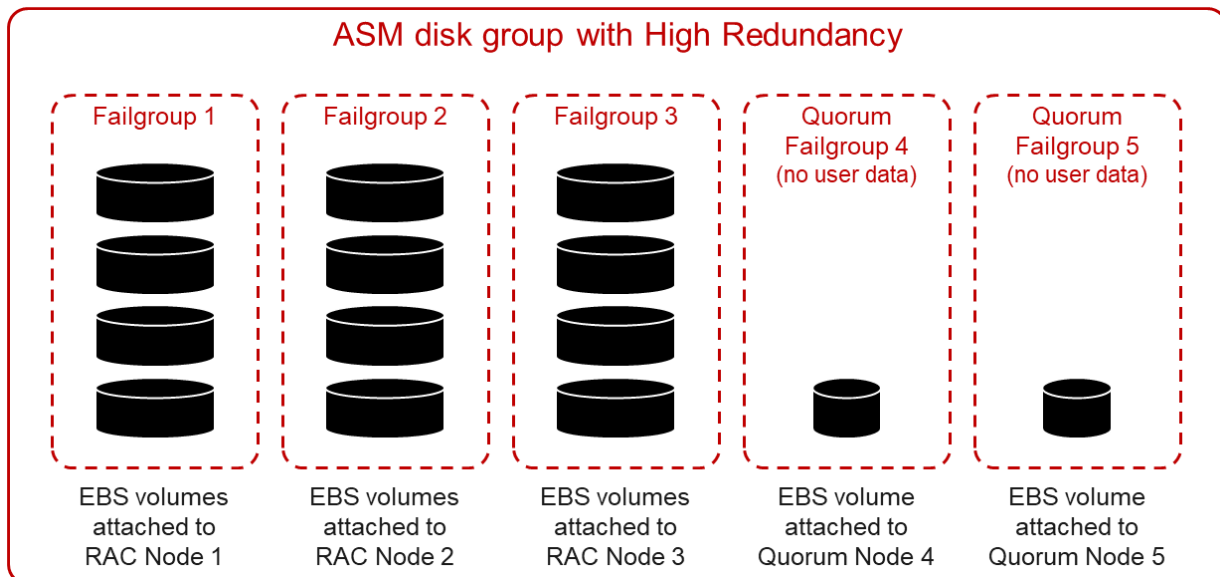 ASM disk group with High Redundancy
Failgroup 1
Failgroup 2
Failgroup 3
Quorum
Failgroup 4
(no user data)
Quorum
Failgroup 5
(no user data)
EBS volumes
attached to
RAC Node 1
EBS volumes
attached to
RAC Node 2
EBS volumes
attached to
RAC Node 3
EBS volume
attached to
Quorum Node 4
EBS volume
attached to
Quorum Node 5